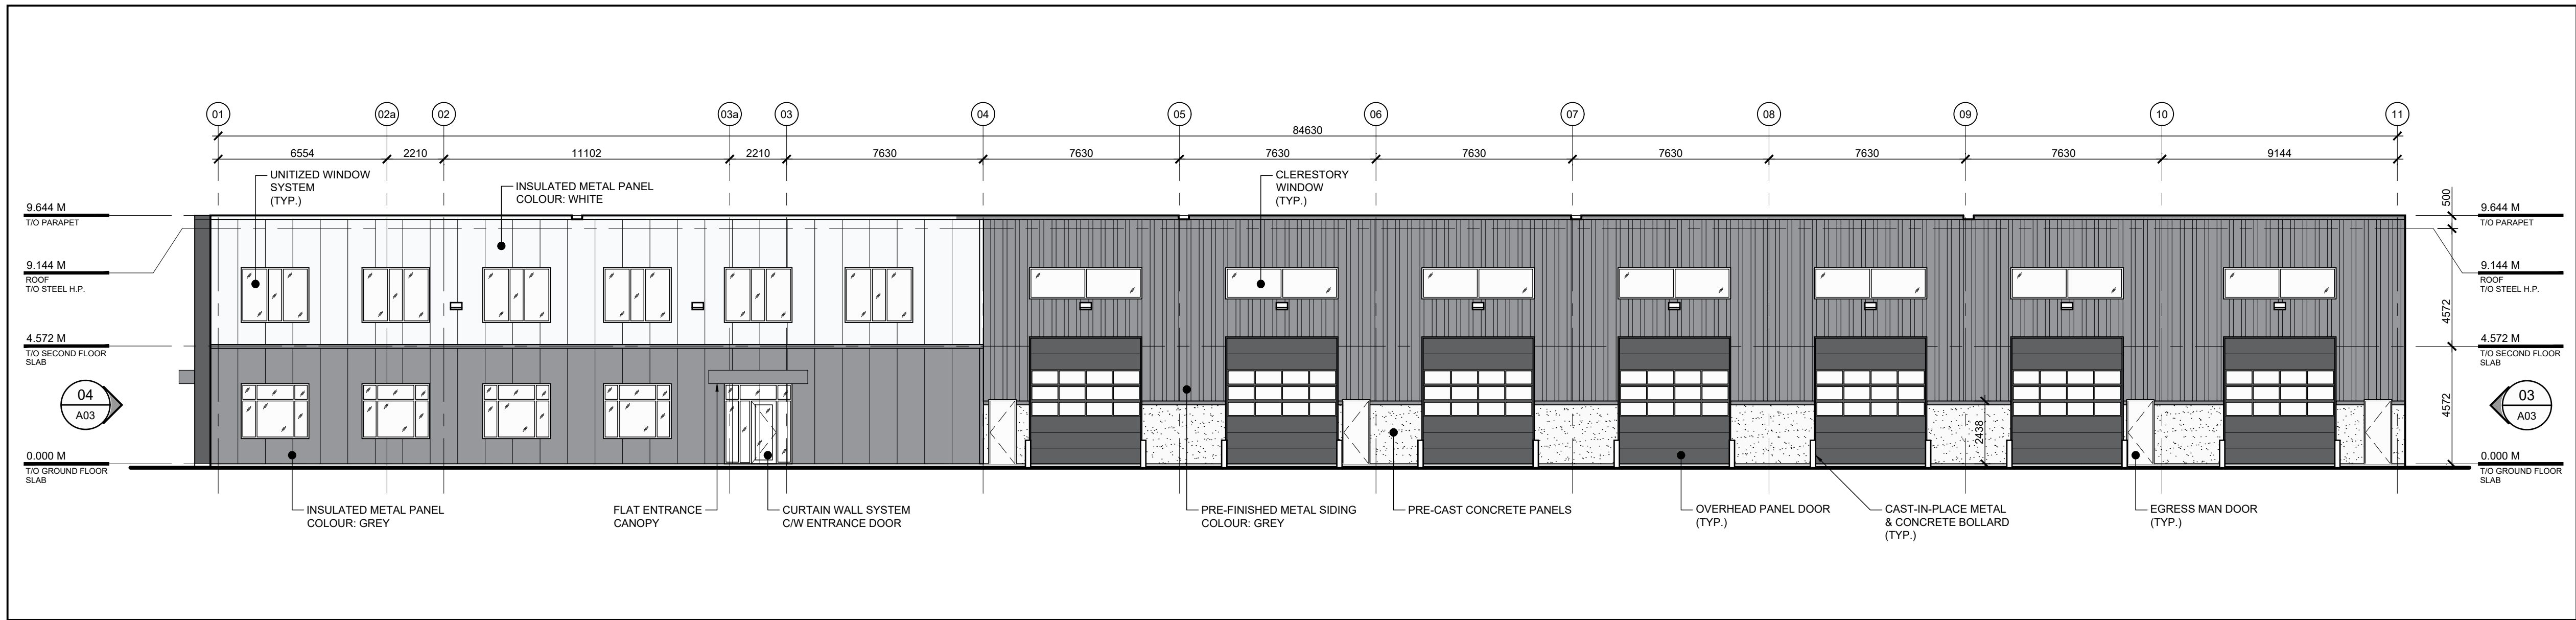 01 02a 02 03a 03 04 05 06 07 08 09 10 11
84630
6554 2210 11102 2210 7630 7630 7630 7630 7630 7630 7630 9144
UNITIZED WINDOW
SYSTEM
(TYP.)
INSULATED METAL PANEL
COLOUR: WHITE
CLERESTORY
WINDOW
(TYP.)
9.644 M
T/O PARAPET
9.144 M
ROOF
T/O STEEL H.P.
4.572 M
T/O SECOND FLOOR
SLAB
04
A03
0.000 M
T/O GROUND FLOOR
SLAB
500
4572
4572
2438
9.644 M
T/O PARAPET
9.144 M
ROOF
T/O STEEL H.P.
4.572 M
T/O SECOND FLOOR
SLAB
03
A03
0.000 M
T/O GROUND FLOOR
SLAB
INSULATED METAL PANEL
COLOUR: GREY
FLAT ENTRANCE
CANOPY
CURTAIN WALL SYSTEM
C/W ENTRANCE DOOR
PRE-FINISHED METAL SIDING
COLOUR: GREY
PRE-CAST CONCRETE PANELS
OVERHEAD PANEL DOOR
(TYP.)
CAST-IN-PLACE METAL
& CONCRETE BOLLARD
(TYP.)
EGRESS MAN DOOR
(TYP.)